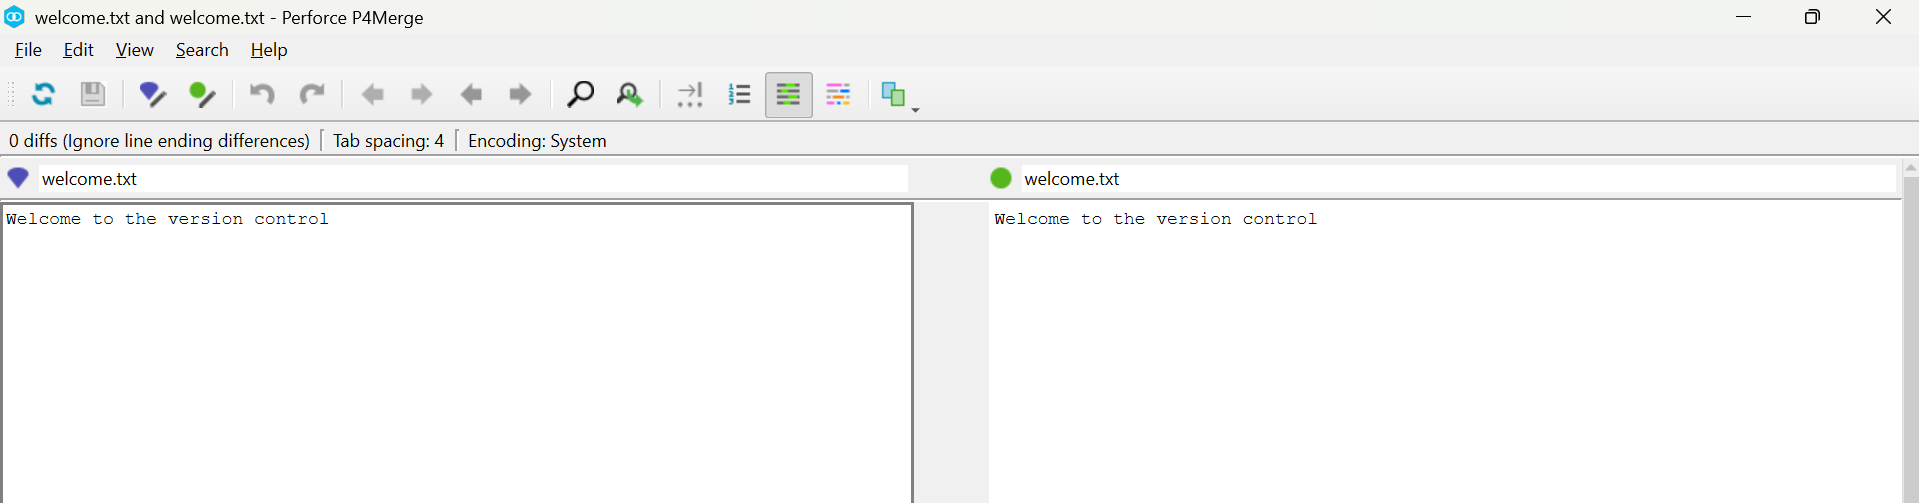 welcome.txt and welcome.txt - Perforce P4Merge
File Edit View Search Help
0 diffs (Ignore line ending differences) Tab spacing: 4 Encoding: System
welcome.txt welcome.txt
Welcome to the version control Welcome to the version control